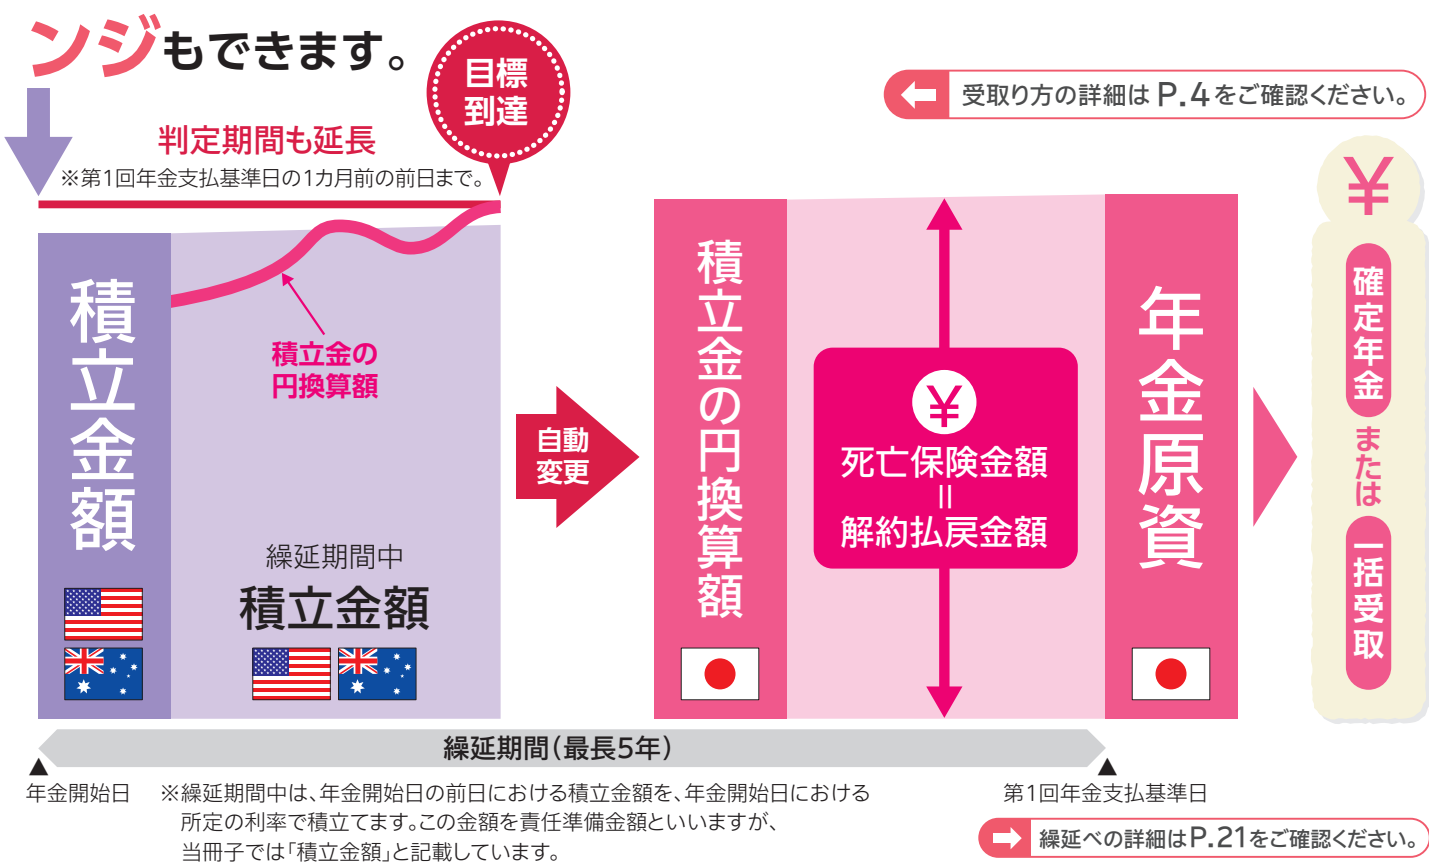 ンジもできます。
目標
到達
受取り方の詳細は P.4をご確認ください。
判定期間も延長
※第1回年金支払基準日の1カ月前の前日まで。
積立金額
積立金の
円換算額
繰延期間中
積立金額
自動
変更
積立金の円換算額
¥
死亡保険金額
=
解約払戻金額
年金原資
¥
確定年金
または
一括受取
繰延期間(最長5年)
▲
年金開始日
※繰延期間中は、年金開始日の前日における積立金額を、年金開始日における
所定の利率で積立てます。この金額を責任準備金額といいますが、
当冊子では「積立金額」と記載しています。
▲
第1回年金支払基準日
繰延べの詳細はP.21をご確認ください。